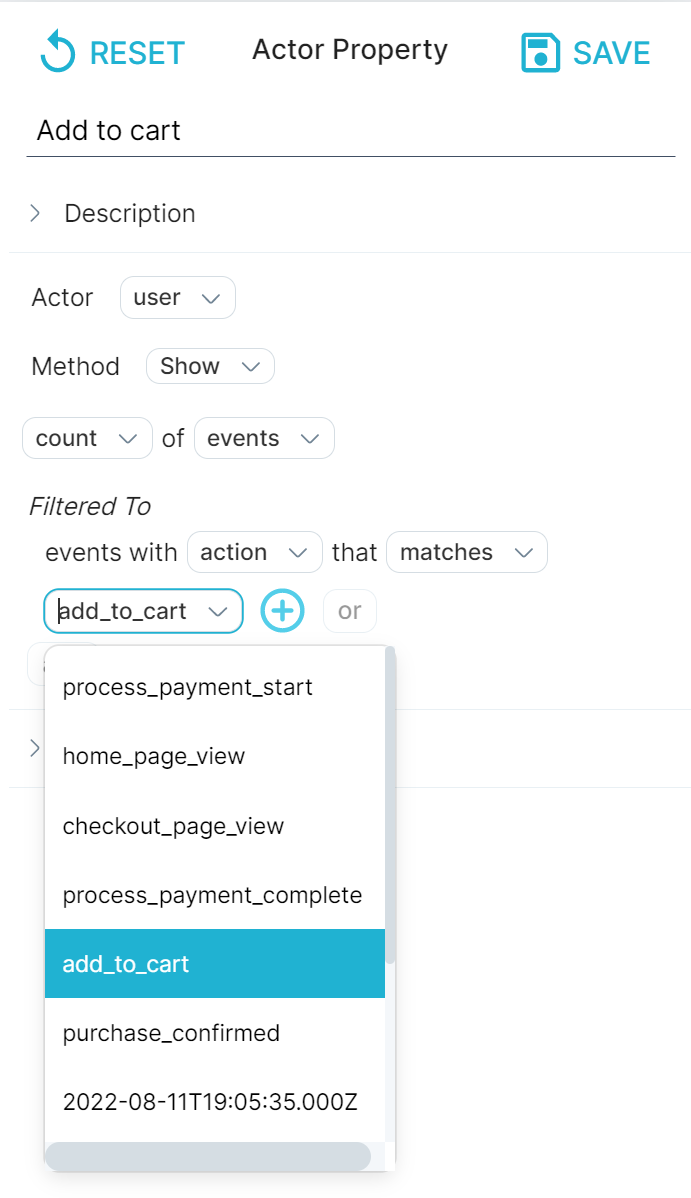 RESET Actor Property SAVE
Add to cart
Description
Actor user
Method Show
count of events
Filtered To
events with action that matches
add_to_cart or
process_payment_start
home_page_view
checkout_page_view
process_payment_complete
add_to_cart
purchase_confirmed
2022-08-11T19:05:35.000Z